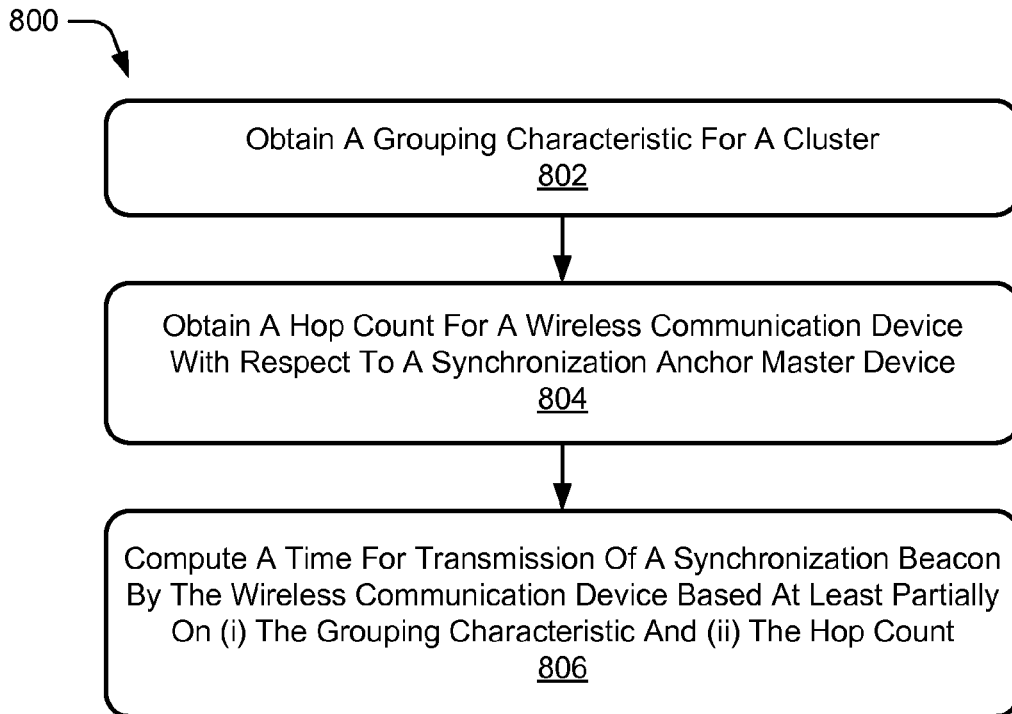 800
Obtain A Grouping Characteristic For A Cluster
802
Obtain A Hop Count For A Wireless Communication Device
With Respect To A Synchronization Anchor Master Device
804
Compute A Time For Transmission Of A Synchronization Beacon
By The Wireless Communication Device Based At Least Partially
On (i) The Grouping Characteristic And (ii) The Hop Count
806